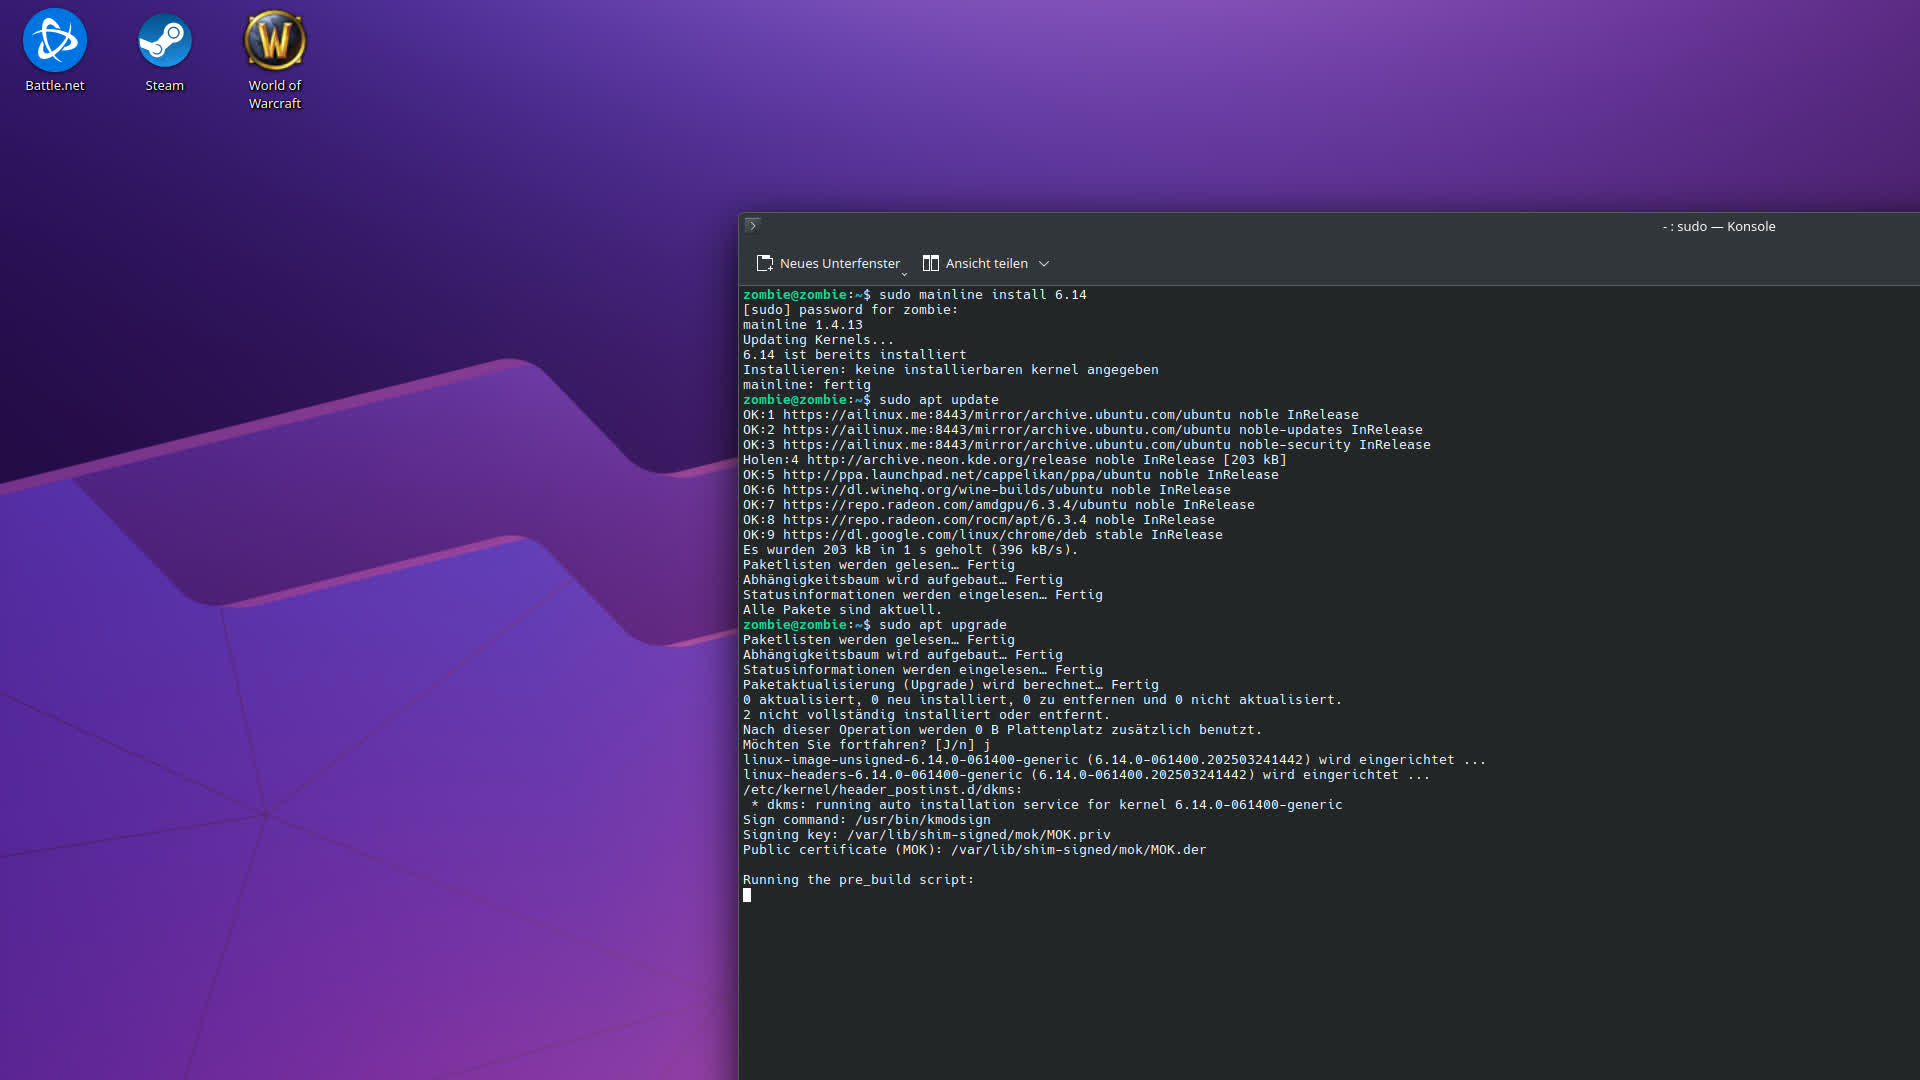 Battle.net
Steam
World of
Warcraft
- : sudo — Konsole
Neues Unterfenster
Ansicht teilen
zombie@zombie:~$ sudo mainline install 6.14
[sudo] password for zombie:
mainline 1.4.13
Updating Kernels...
6.14 ist bereits installiert
Installieren: keine installierbaren kernel angegeben
mainline: fertig
zombie@zombie:~$ sudo apt update
OK:1 https://ailinux.me:8443/mirror/archive.ubuntu.com/ubuntu noble InRelease
OK:2 https://ailinux.me:8443/mirror/archive.ubuntu.com/ubuntu noble-updates InRelease
OK:3 https://ailinux.me:8443/mirror/archive.ubuntu.com/ubuntu noble-security InRelease
Holen:4 http://archive.neon.kde.org/release noble InRelease [203 kB]
OK:5 http://ppa.launchpad.net/cappelikan/ppa/ubuntu noble InRelease
OK:6 https://dl.winehq.org/wine-builds/ubuntu noble InRelease
OK:7 https://repo.radeon.com/amdgpu/6.3.4/ubuntu noble InRelease
OK:8 https://repo.radeon.com/rocm/apt/6.3.4 noble InRelease
OK:9 https://dl.google.com/linux/chrome/deb stable InRelease
Es wurden 203 kB in 1 s geholt (396 kB/s).
Paketlisten werden gelesen… Fertig
Abhängigkeitsbaum wird aufgebaut… Fertig
Statusinformationen werden eingelesen… Fertig
Alle Pakete sind aktuell.
zombie@zombie:~$ sudo apt upgrade
Paketlisten werden gelesen… Fertig
Abhängigkeitsbaum wird aufgebaut… Fertig
Statusinformationen werden eingelesen… Fertig
Paketaktualisierung (Upgrade) wird berechnet… Fertig
0 aktualisiert, 0 neu installiert, 0 zu entfernen und 0 nicht aktualisiert.
2 nicht vollständig installiert oder entfernt.
Nach dieser Operation werden 0 B Plattenplatz zusätzlich benutzt.
Möchten Sie fortfahren? [J/n] j
linux-image-unsigned-6.14.0-061400-generic (6.14.0-061400.202503241442) wird eingerichtet ...
linux-headers-6.14.0-061400-generic (6.14.0-061400.202503241442) wird eingerichtet ...
/etc/kernel/header_postinst.d/dkms:
 * dkms: running auto installation service for kernel 6.14.0-061400-generic
Sign command: /usr/bin/kmodsign
Signing key: /var/lib/shim-signed/mok/MOK.priv
Public certificate (MOK): /var/lib/shim-signed/mok/MOK.der
Running the pre_build script: